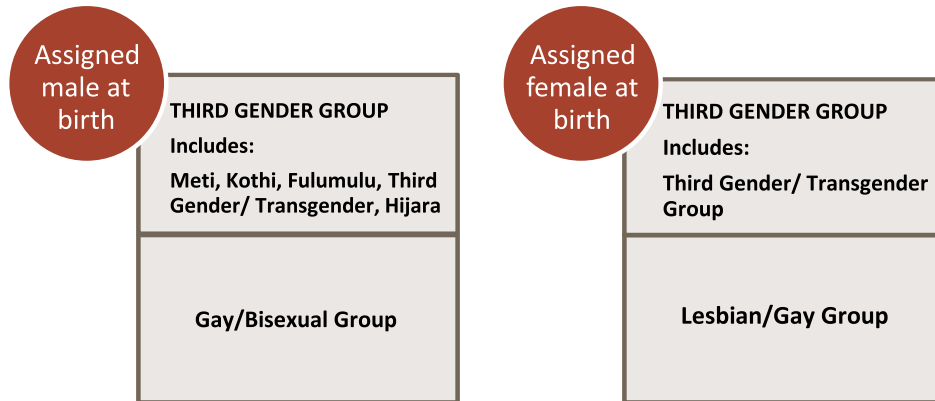 Assigned
male at
birth
THIRD GENDER GROUP
Includes:
Meti, Kothi, Fulumulu, Third
Gender/ Transgender, Hijara
Gay/Bisexual Group
Assigned
female at
birth
THIRD GENDER GROUP
Includes:
Third Gender/ Transgender
Group
Lesbian/Gay Group